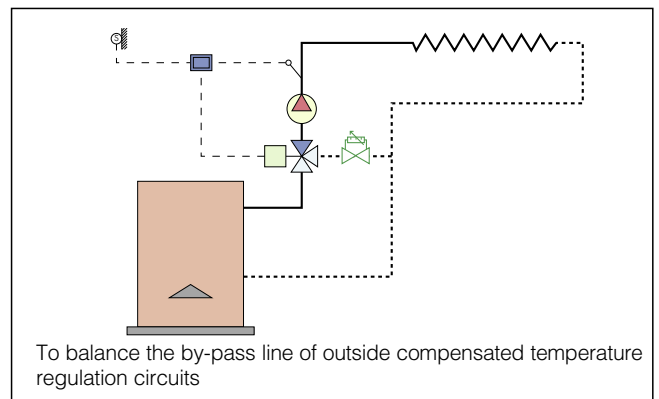 S
To balance the by-pass line of outside compensated temperature
regulation circuits